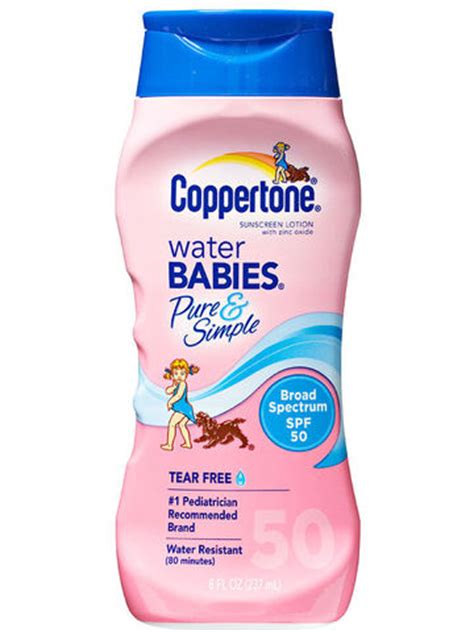 Coppertone®
SUNSCREEN LOTION
with zinc oxide
water
BABIES®
Pure &
Simple
Broad
Spectrum
SPF
50
TEAR FREE
#1 Pediatrician
Recommended
Brand
Water Resistant
(80 minutes)
50
8 FL OZ (237 mL)